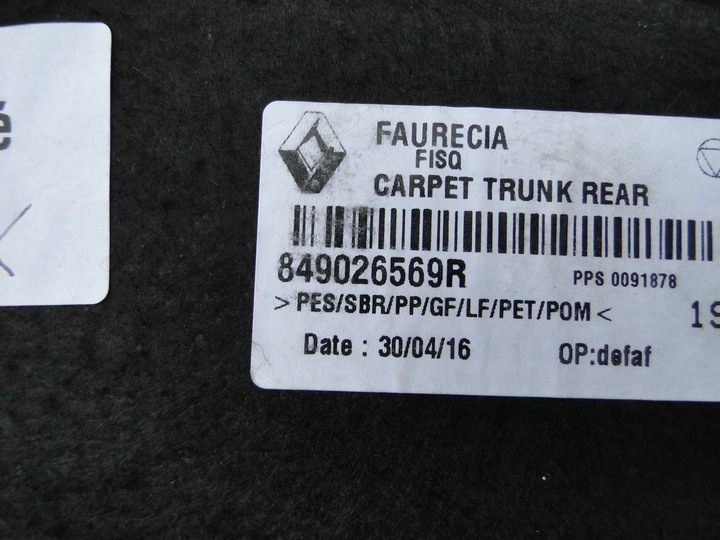 é
FAURECIA
FISQ
CARPET TRUNK REAR
849026569R
PPS 0091878
>PES/SBR/PP/GF/LF/PET/POM<
19
Date : 30/04/16
OP:defaf